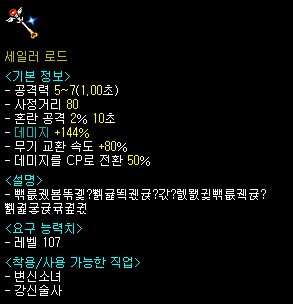 세일러 로드
<기본 정보>
- 공격력 5~7(1.00초)
- 사정거리 80
- 혼란 공격 2% 10초
- 데미지 +144%
- 무기 교환 속도 +80%
- 데미지를 CP로 전환 50%
<설명>
<요구 능력치>
- 레벨 107
<착용/사용 가능한 직업>
- 변신소녀
- 강신술사